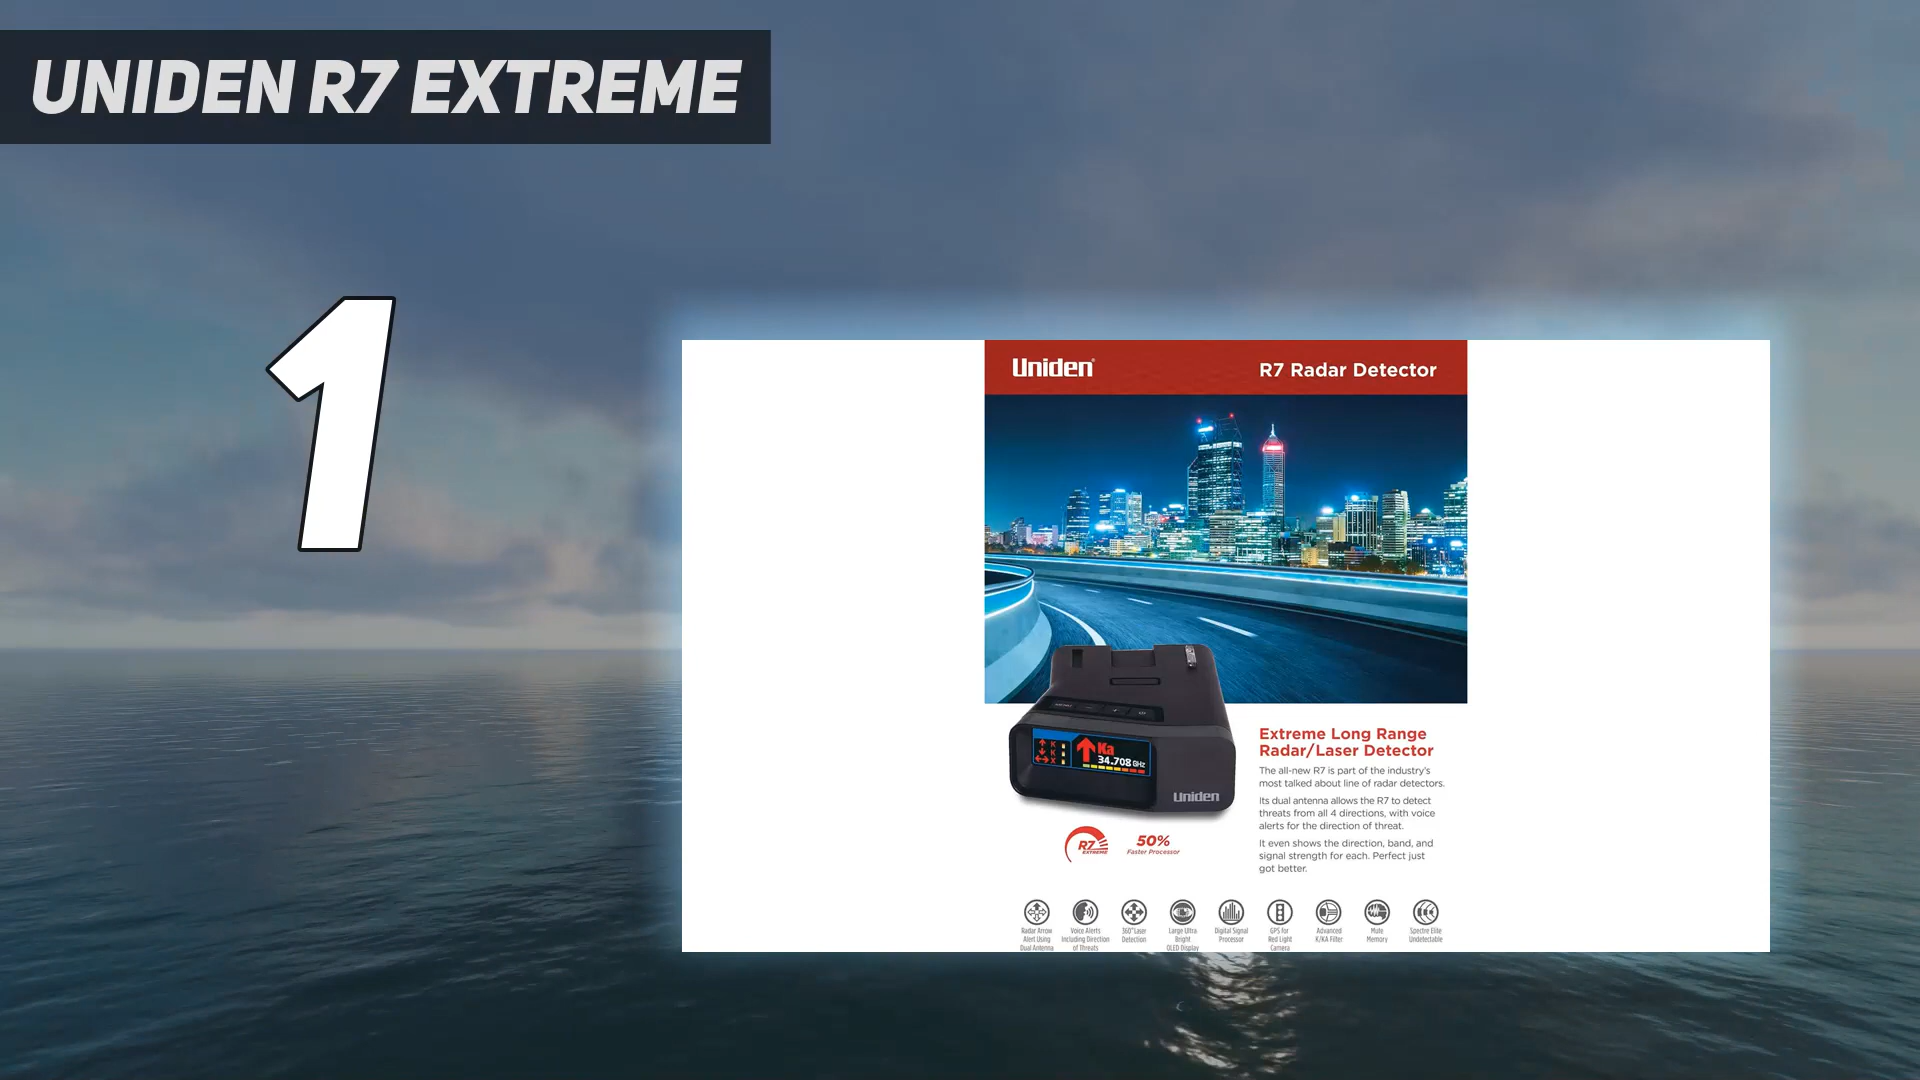 UNIDEN R7 EXTREME
1
Uniden®
R7 Radar Detector
Ka
34.708 GHz
Uniden
Extreme Long Range
Radar/Laser Detector
The all-new R7 is part of the industry's
most talked about line of radar detectors.
Its dual antenna allows the R7 to detect
threats from all 4 directions, with voice
alerts for the direction of threat.
It even shows the direction, band, and
signal strength for each. Perfect just
got better.
R7
EXTREME
50%
Faster Processor
Radar Arrow
Alert Using
Dual Antenna
Voice Alerts
Including Direction
of Threats
360° Laser
Detection
Large Ultra
Bright
OLED Display
Digital Signal
Processor
GPS for
Red Light
Camera
Advanced
K/KA Filter
Mute
Memory
Spectre Elite
Undetectable